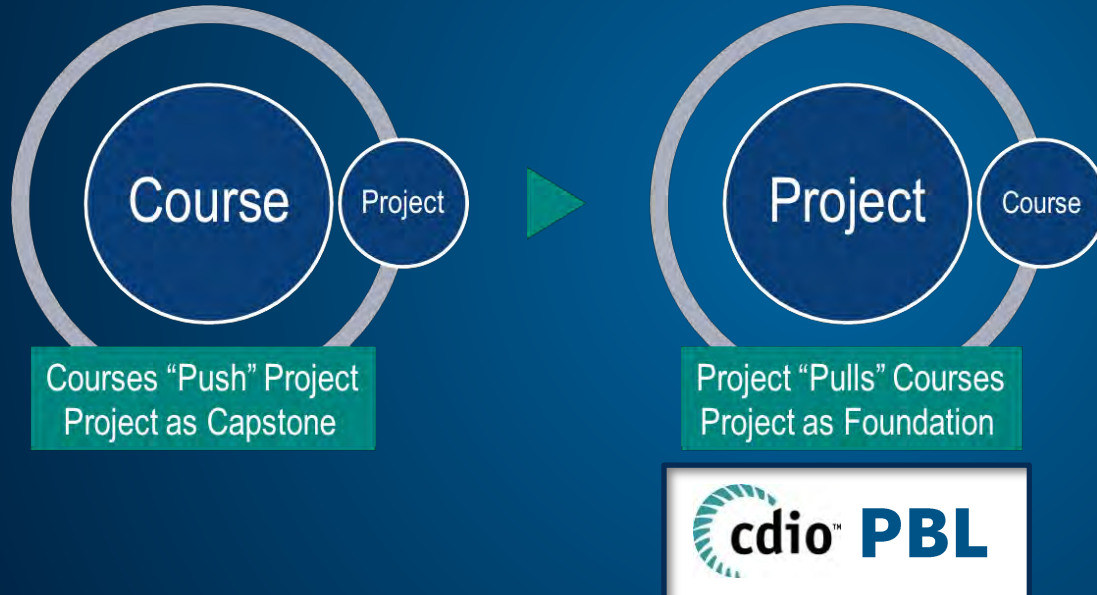 Course
Project
Courses “Push” Project
Project as Capstone
Project
Course
Project “Pulls” Courses
Project as Foundation
cdio™ PBL